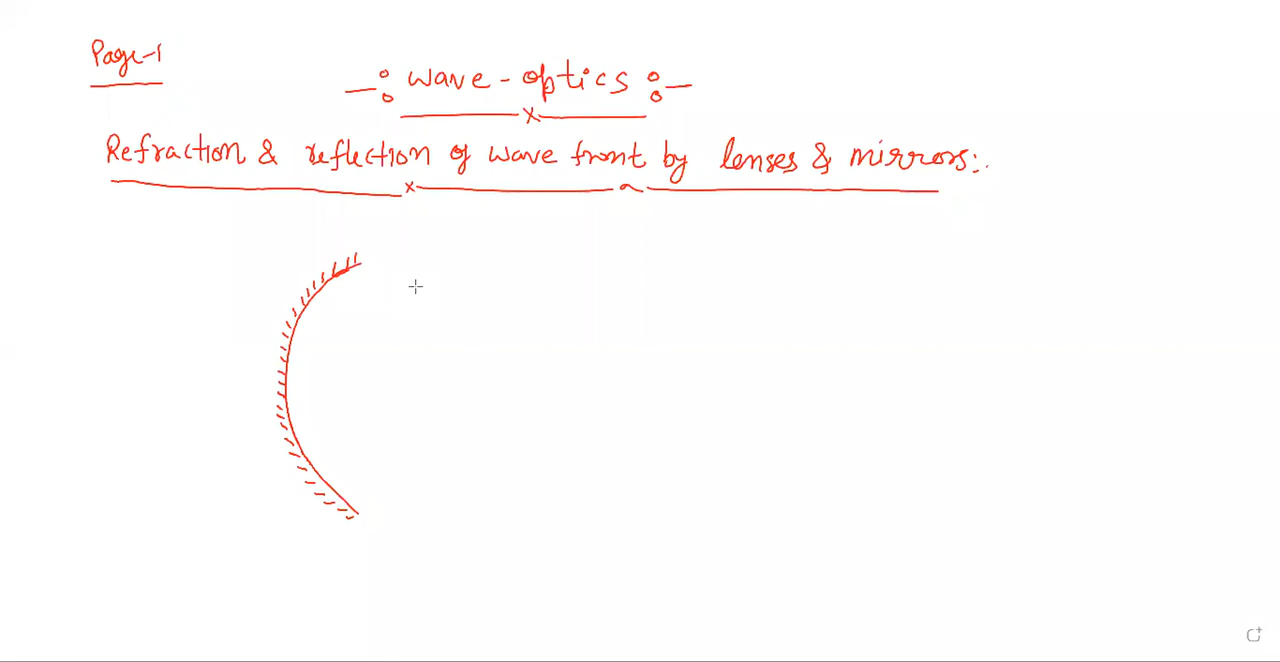 Page-1
—: wave-optics :—
Refraction & reflection of wave front by lenses & mirrors:.